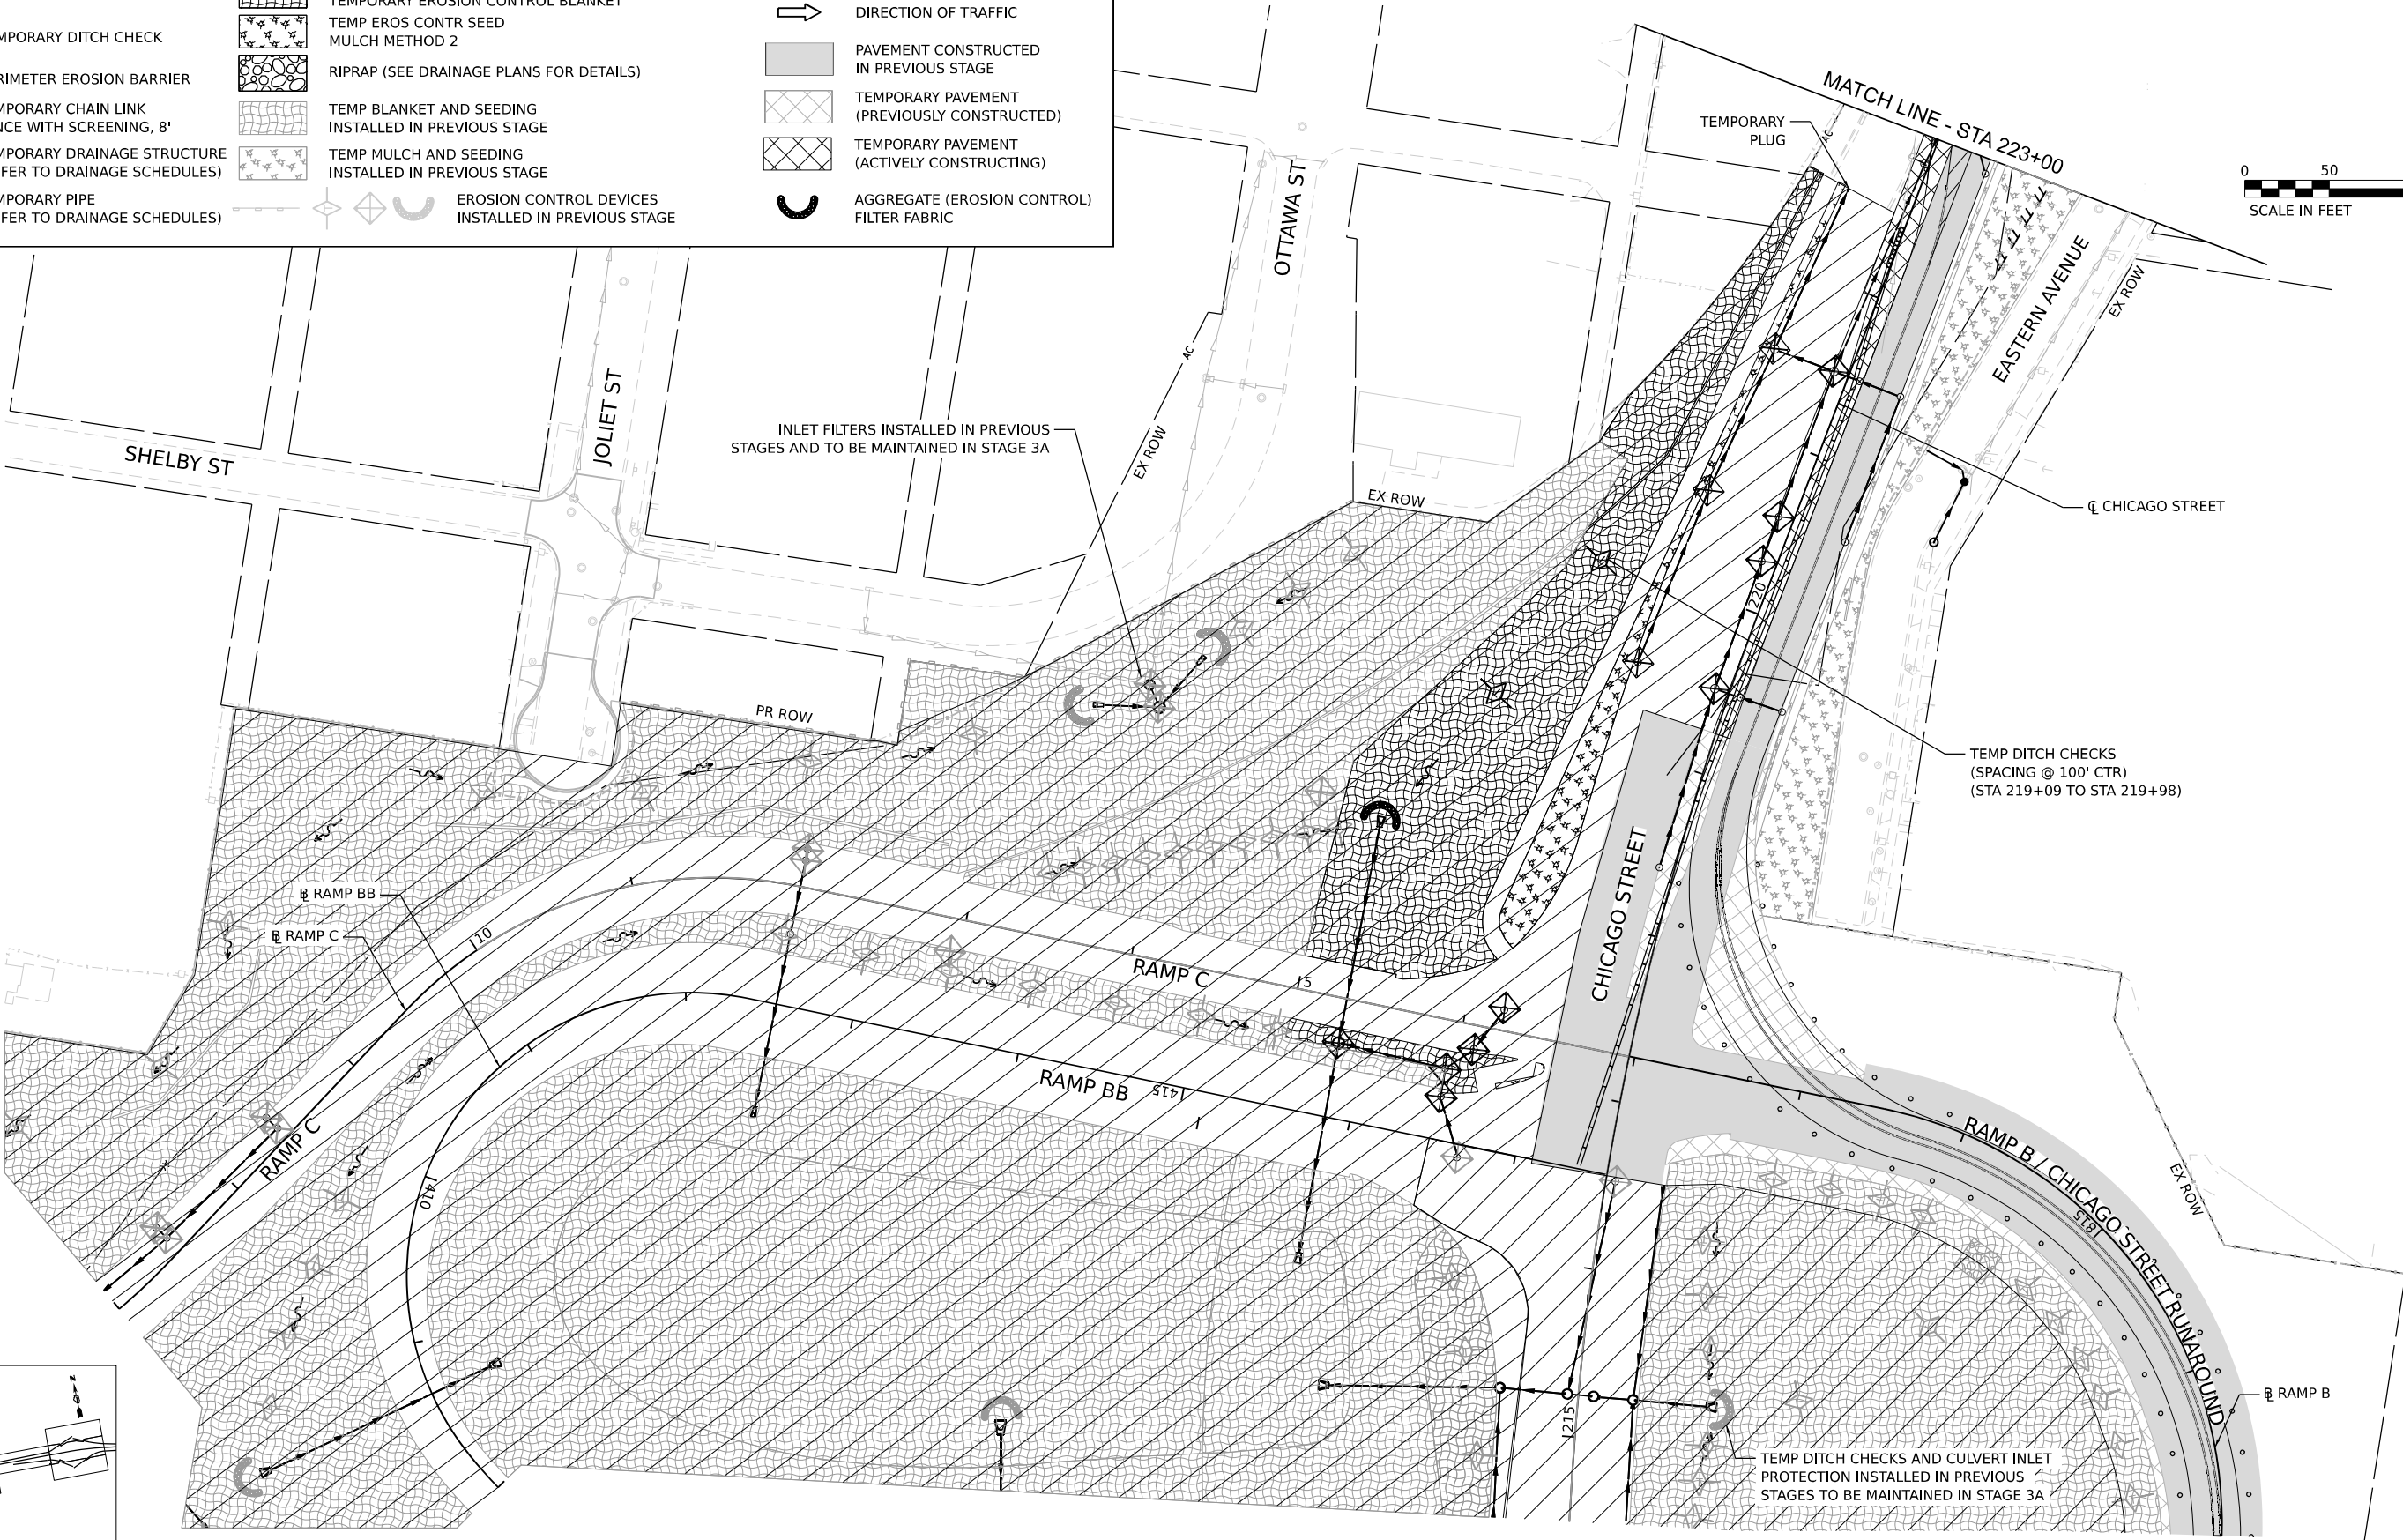 TEMPORARY EROSION CONTROL BLANKET
TEMP EROS CONTR SEED
MULCH METHOD 2
MPORARY DITCH CHECK
RIMETER EROSION BARRIER
RIPRAP (SEE DRAINAGE PLANS FOR DETAILS)
MPORARY CHAIN LINK
NCE WITH SCREENING, 8'
TEMP BLANKET AND SEEDING
INSTALLED IN PREVIOUS STAGE
MPORARY DRAINAGE STRUCTURE
FER TO DRAINAGE SCHEDULES)
TEMP MULCH AND SEEDING
INSTALLED IN PREVIOUS STAGE
MPORARY PIPE
FER TO DRAINAGE SCHEDULES)
EROSION CONTROL DEVICES
INSTALLED IN PREVIOUS STAGE
DIRECTION OF TRAFFIC
PAVEMENT CONSTRUCTED
IN PREVIOUS STAGE
TEMPORARY PAVEMENT
(PREVIOUSLY CONSTRUCTED)
TEMPORARY PAVEMENT
(ACTIVELY CONSTRUCTING)
AGGREGATE (EROSION CONTROL)
FILTER FABRIC
MATCH LINE - STA 223+00
TEMPORARY
PLUG
AC
0 50
SCALE IN FEET
OTTAWA ST
EASTERN AVENUE
EX ROW
AC
JOLIET ST
SHELBY ST
INLET FILTERS INSTALLED IN PREVIOUS
STAGES AND TO BE MAINTAINED IN STAGE 3A
EX ROW
EX ROW
℄ CHICAGO STREET
220
PR ROW
TEMP DITCH CHECKS
(SPACING @ 100' CTR)
(STA 219+09 TO STA 219+98)
CHICAGO STREET
BL RAMP BB
BL RAMP C
10
RAMP C
5
RAMP BB
415
RAMP C
410
RAMP B / CHICAGO STREET RUNAROUND
815
EX ROW
N
215
BL RAMP B
TEMP DITCH CHECKS AND CULVERT INLET
PROTECTION INSTALLED IN PREVIOUS
STAGES TO BE MAINTAINED IN STAGE 3A